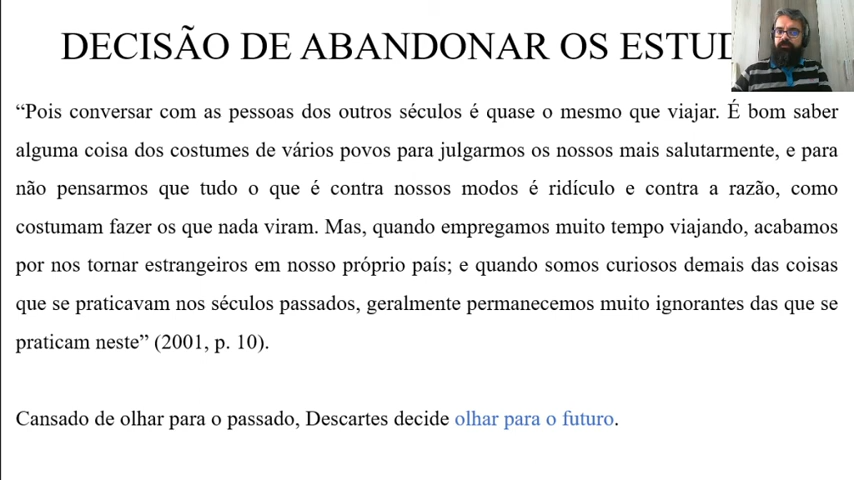 DECISÃO DE ABANDONAR OS
“Pois conversar com as pessoas dos outros séculos é quase o mesmo que viajar. É bom saber
alguma coisa dos costumes de vários povos para julgarmos os nossos mais salutarmente, e para
não pensarmos que tudo o que é contra nossos modos é ridículo e contra a razão, como
costumam fazer os que nada viram. Mas, quando empregamos muito tempo viajando, acabamos
por nos tornar estrangeiros em nosso próprio país; e quando somos curiosos demais das coisas
que se praticavam nos séculos passados, geralmente permanecemos muito ignorantes das que se
praticam neste” (2001, p. 10).
Cansado de olhar para o passado, Descartes decide olhar para o futuro.